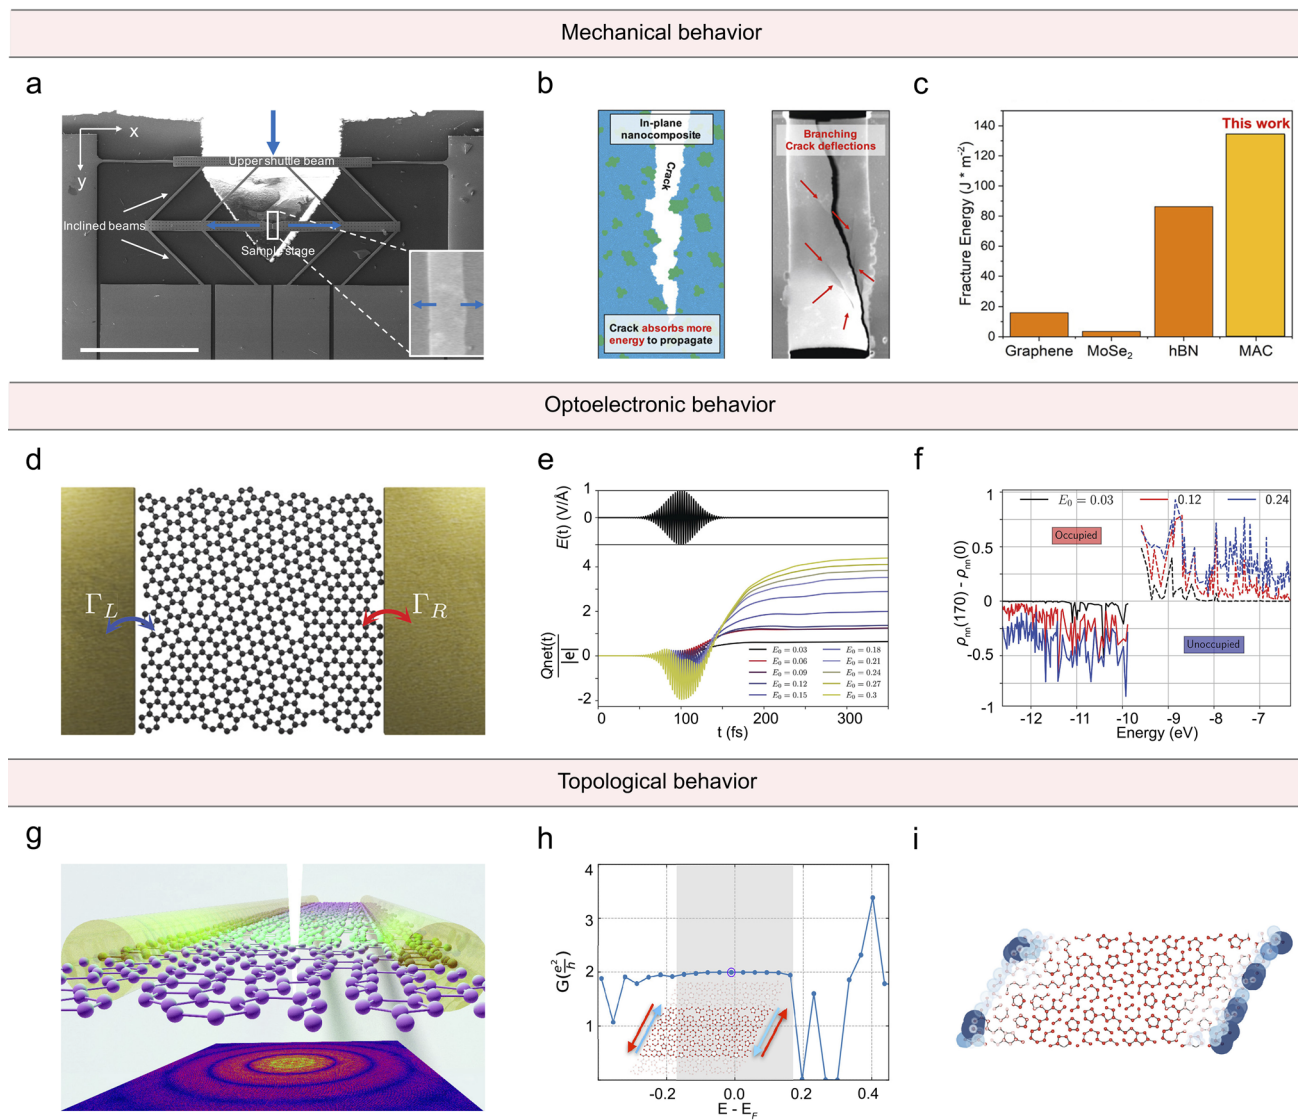 Mechanical behavior
a
x
y
Upper shuttle beam
Inclined beams
Sample stage
b
In-plane
nanocomposite
Crack
Crack absorbs more
energy to propagate
Branching
Crack deflections
c
This work
Fracture Energy (J * m⁻²)
140
120
100
80
60
40
20
0
Graphene
MoSe₂
hBN
MAC
Optoelectronic behavior
d
Γ_L
Γ_R
e
E(t) (V/Å)
1
0
Qnet(t)
|e|
4
2
0
-2
E₀ = 0.03
E₀ = 0.06
E₀ = 0.09
E₀ = 0.12
E₀ = 0.15
E₀ = 0.18
E₀ = 0.21
E₀ = 0.24
E₀ = 0.27
E₀ = 0.3
0
100
200
300
t (fs)
f
ρnn(170) - ρnn(0)
1
0.5
0
-0.5
-1
E₀ = 0.03
0.12
0.24
Occupied
Unoccupied
-12
-11
-10
-9
-8
-7
Energy (eV)
Topological behavior
g
h
G(e²/h)
4
3
2
1
-0.2
0.0
0.2
0.4
E - E_F
i